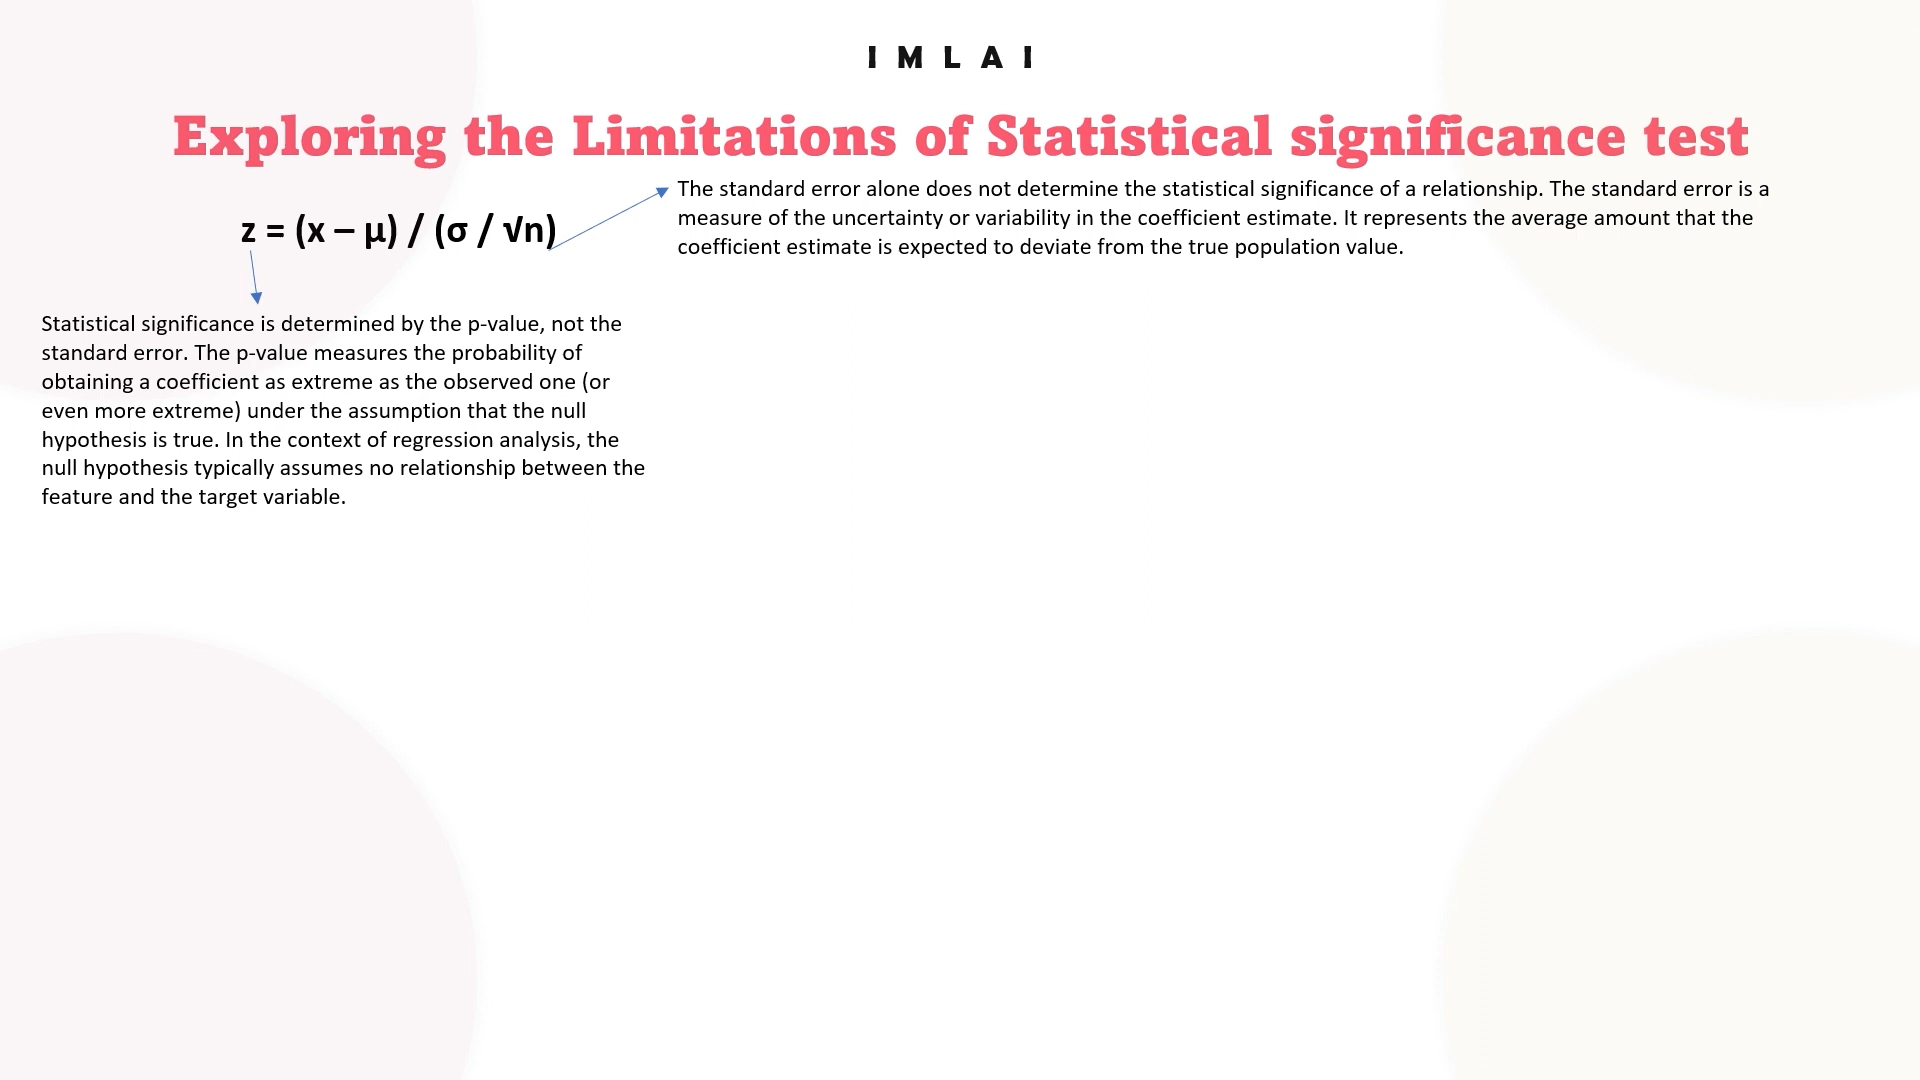 IMLAI
Exploring the Limitations of Statistical significance test
z = (x – μ) / (σ / √n)
The standard error alone does not determine the statistical significance of a relationship. The standard error is a
measure of the uncertainty or variability in the coefficient estimate. It represents the average amount that the
coefficient estimate is expected to deviate from the true population value.
Statistical significance is determined by the p-value, not the
standard error. The p-value measures the probability of
obtaining a coefficient as extreme as the observed one (or
even more extreme) under the assumption that the null
hypothesis is true. In the context of regression analysis, the
null hypothesis typically assumes no relationship between the
feature and the target variable.